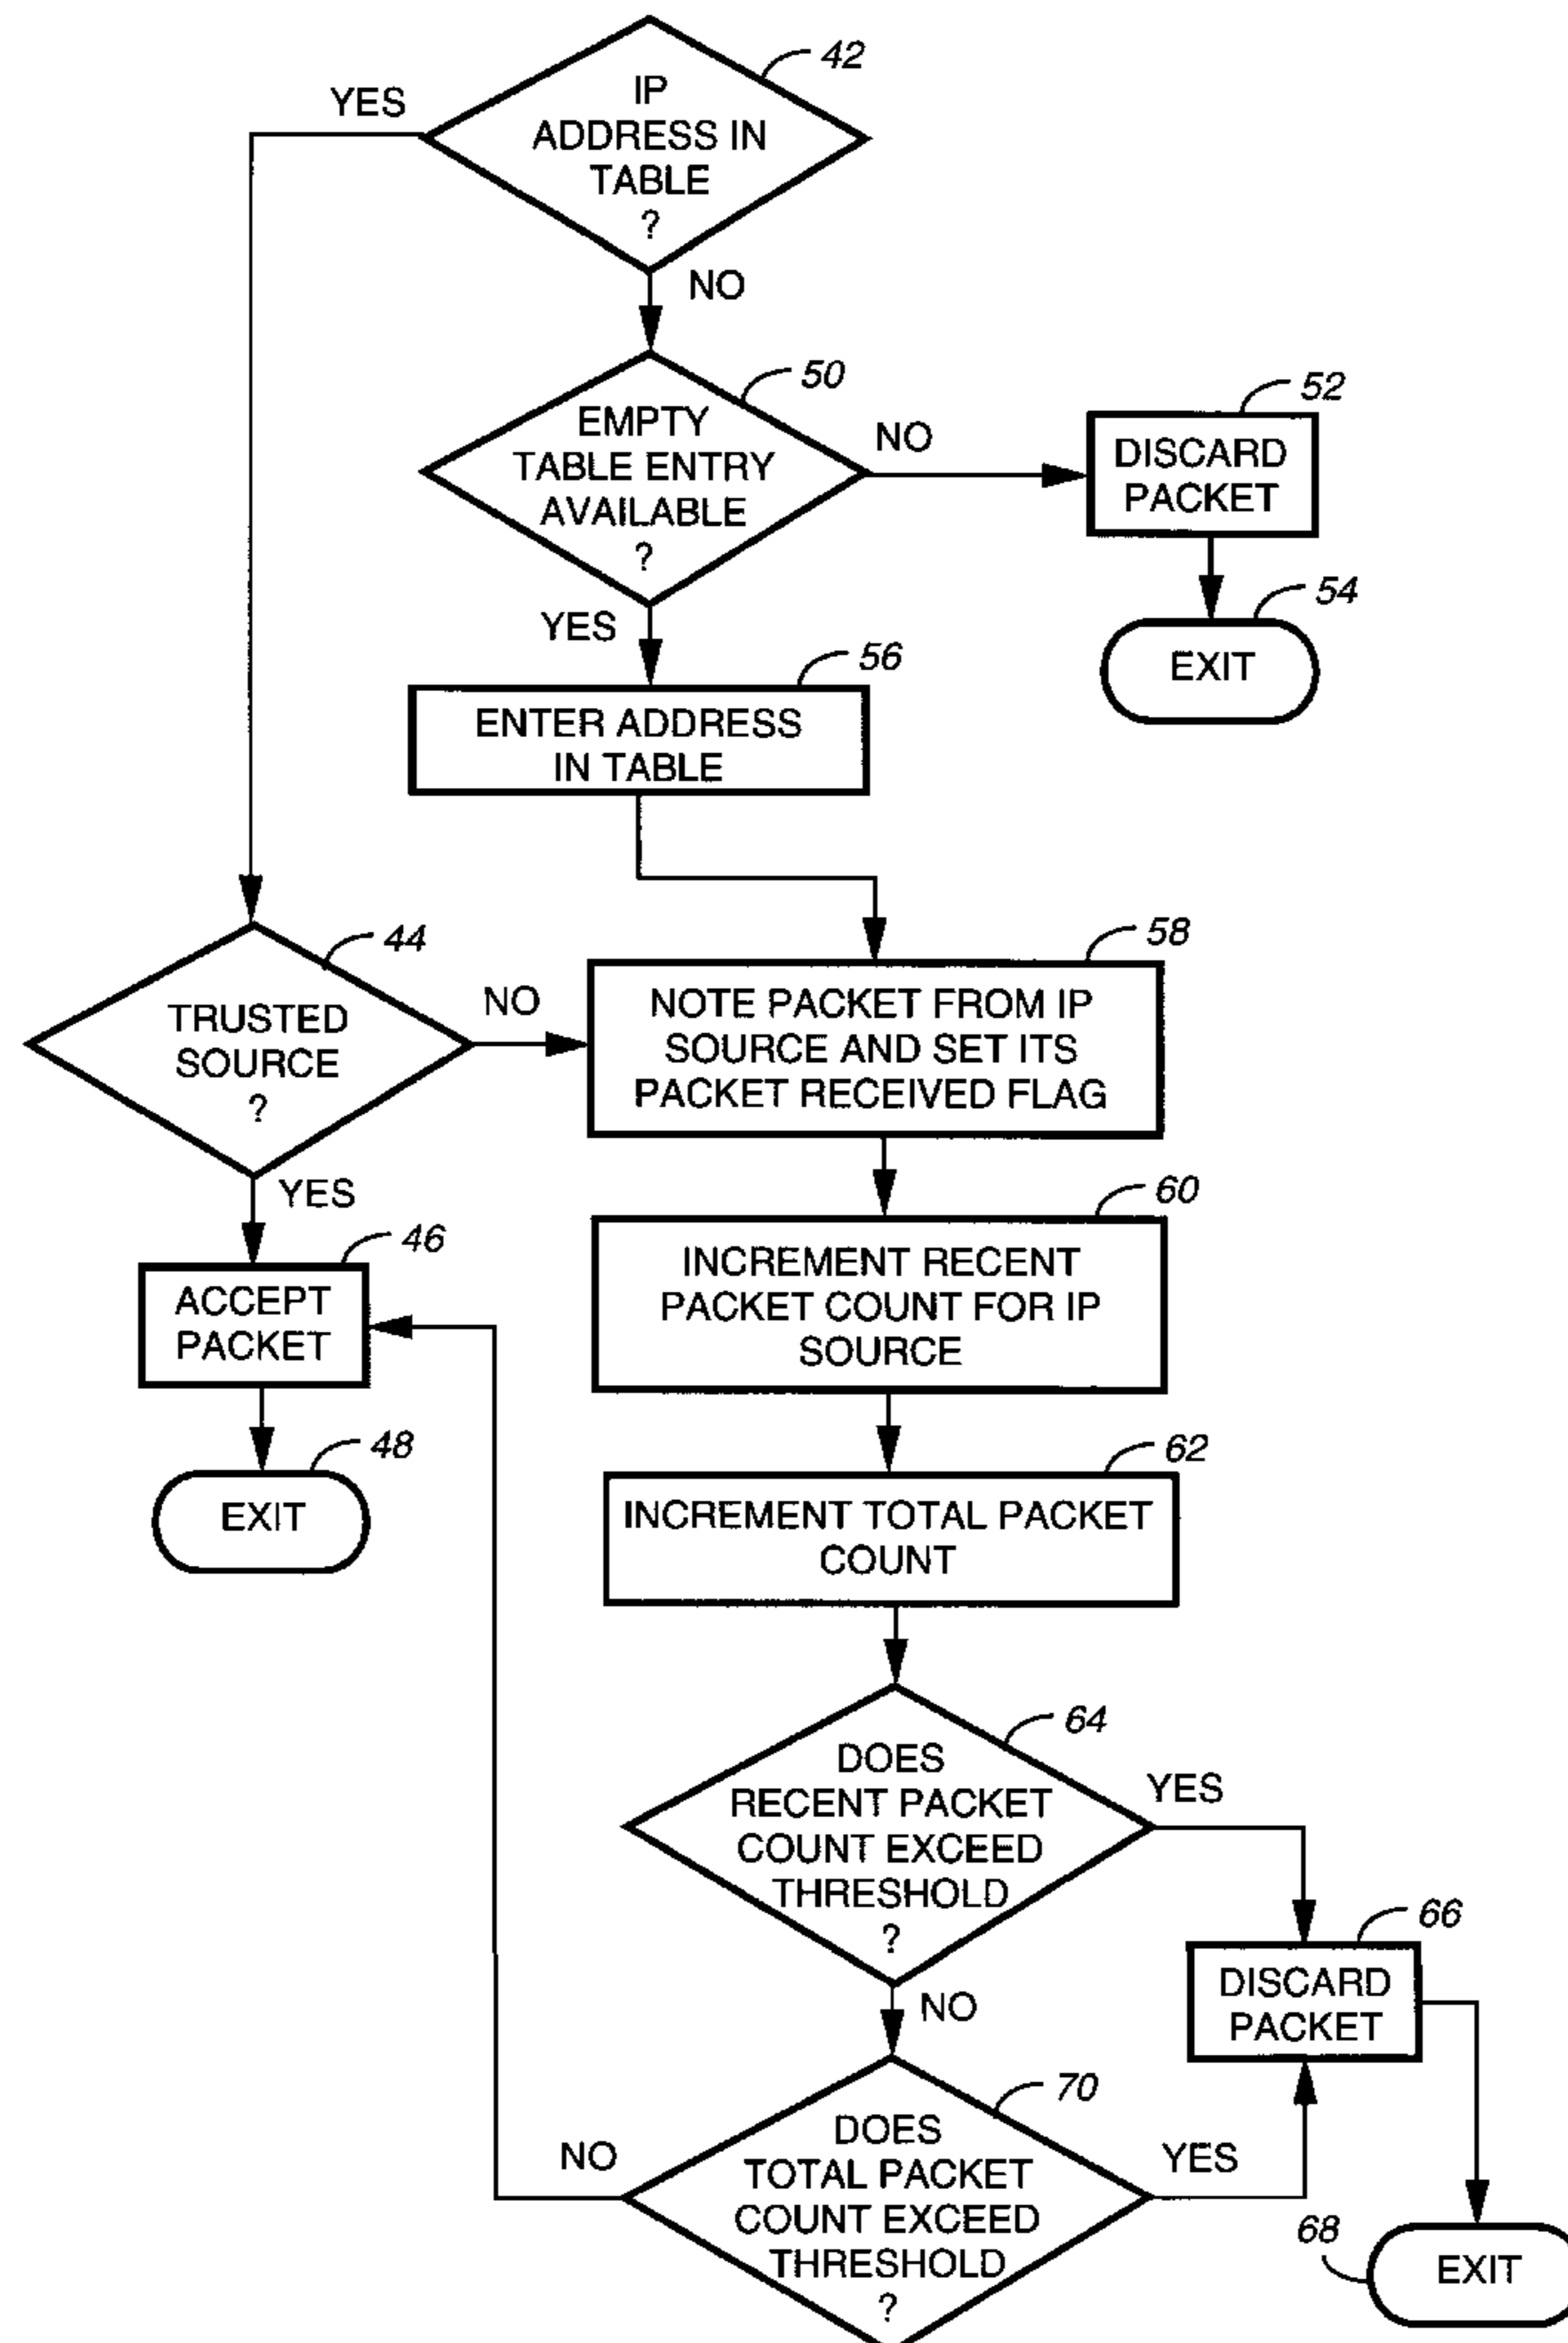 42
YES
IP
ADDRESS IN
TABLE
?
NO
50
EMPTY
TABLE ENTRY
AVAILABLE
?
NO
52
DISCARD
PACKET
54
EXIT
YES
56
ENTER ADDRESS
IN TABLE
44
TRUSTED
SOURCE
?
NO
58
NOTE PACKET FROM IP
SOURCE AND SET ITS
PACKET RECEIVED FLAG
YES
46
ACCEPT
PACKET
48
EXIT
60
INCREMENT RECENT
PACKET COUNT FOR IP
SOURCE
62
INCREMENT TOTAL PACKET
COUNT
64
DOES
RECENT PACKET
COUNT EXCEED
THRESHOLD
?
YES
66
DISCARD
PACKET
NO
70
DOES
TOTAL PACKET
COUNT EXCEED
THRESHOLD
?
NO
YES
68
EXIT